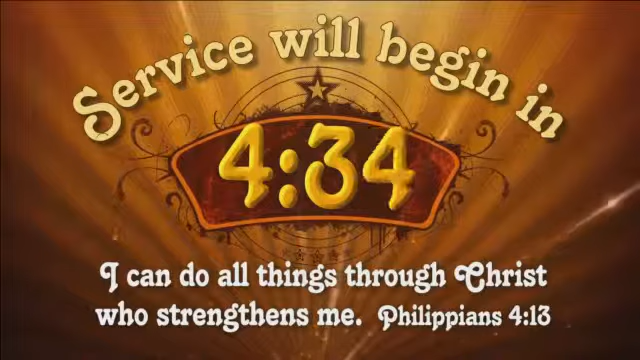 Service will begin in
4:34
I can do all things through Christ
who strengthens me. Philippians 4:13